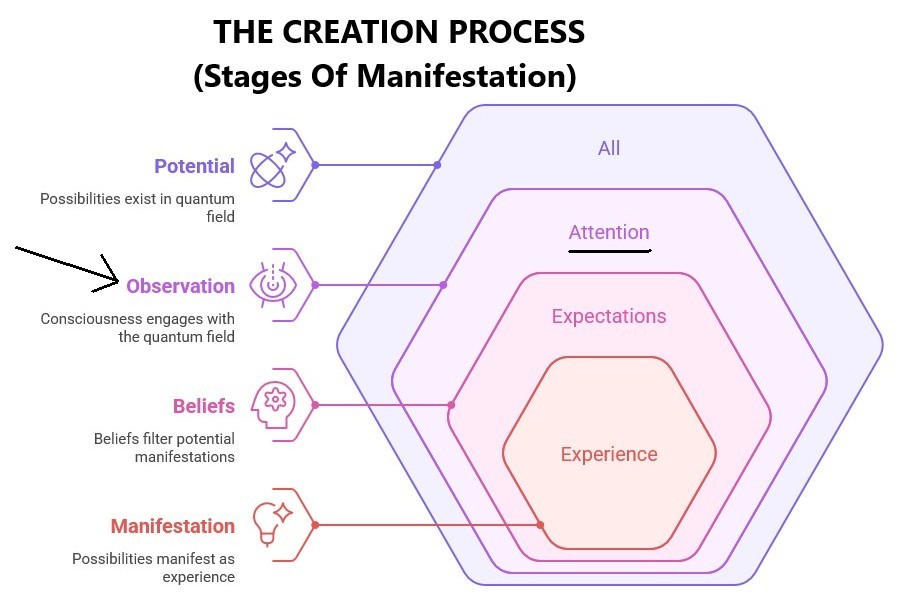 THE CREATION PROCESS
(Stages Of Manifestation)
All
Potential
Possibilities exist in quantum
field
Attention
Observation
Consciousness engages with
the quantum field
Expectations
Beliefs
Beliefs filter potential
manifestations
Experience
Manifestation
Possibilities manifest as
experience